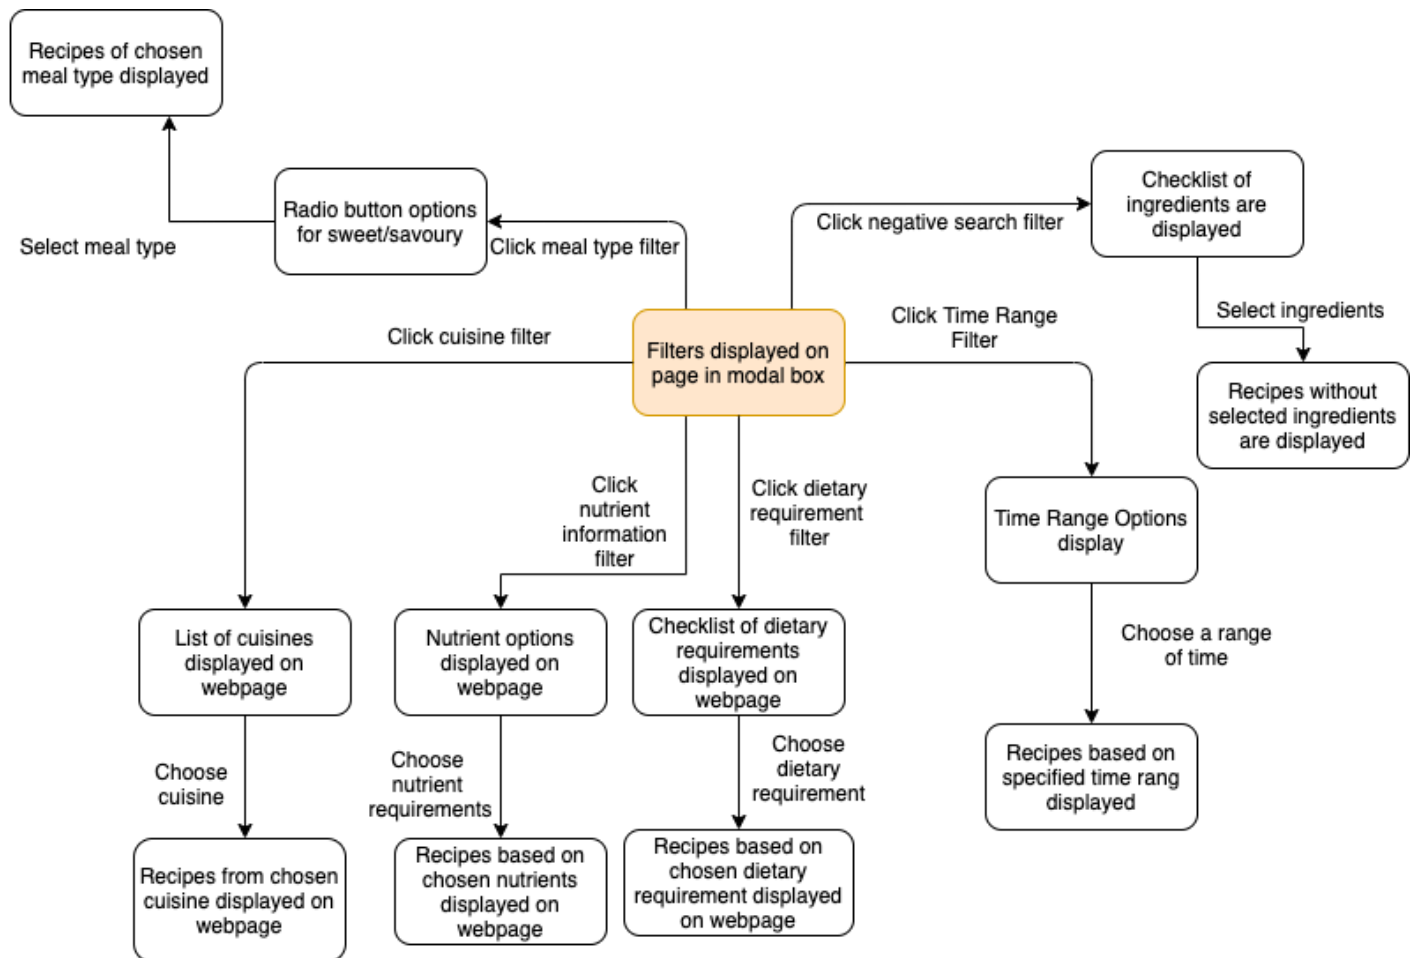 Recipes of chosen
meal type displayed
Select meal type
Radio button options
for sweet/savoury
Click meal type filter
Click negative search filter
Checklist of
ingredients are
displayed
Select ingredients
Recipes without
selected ingredients
are displayed
Click cuisine filter
Filters displayed on
page in modal box
Click Time Range
Filter
Click
nutrient
information
filter
Click dietary
requirement
filter
Time Range Options
display
List of cuisines
displayed on
webpage
Nutrient options
displayed on
webpage
Checklist of dietary
requirements
displayed on
webpage
Choose a range
of time
Choose
cuisine
Choose
nutrient
requirements
Choose
dietary
requirement
Recipes based on
specified time rang
displayed
Recipes from chosen
cuisine displayed on
webpage
Recipes based on
chosen nutrients
displayed on
webpage
Recipes based on
chosen dietary
requirement displayed
on webpage